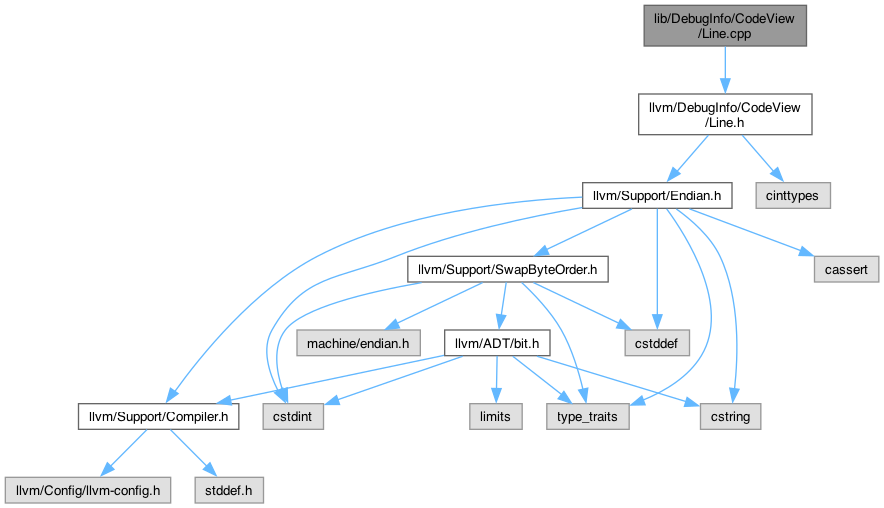 lib/DebugInfo/CodeView
/Line.cpp
llvm/DebugInfo/CodeView
/Line.h
llvm/Support/Endian.h
cinttypes
llvm/Support/SwapByteOrder.h
cassert
machine/endian.h
llvm/ADT/bit.h
cstddef
llvm/Support/Compiler.h
cstdint
limits
type_traits
cstring
llvm/Config/llvm-config.h
stddef.h